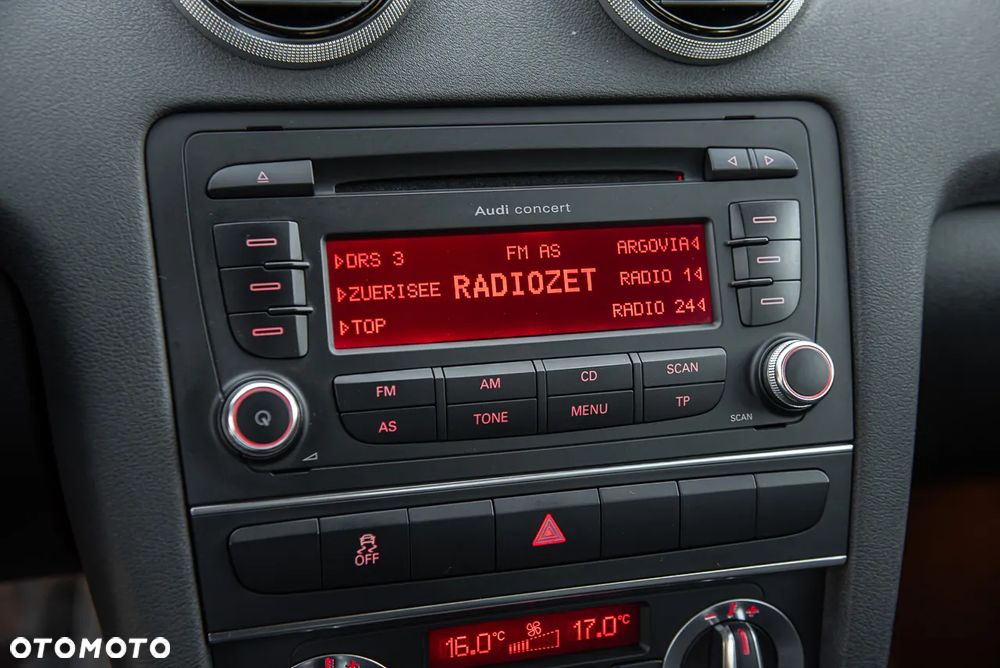 Audi concert
DRS 3 FM AS ARGOVIA
ZUERISEE RADIOZET RADIO 1
TOP RADIO 24
FM AM CD SCAN
AS TONE MENU TP
SCAN
OFF
16.0°C 17.0°C
OTOMOTO